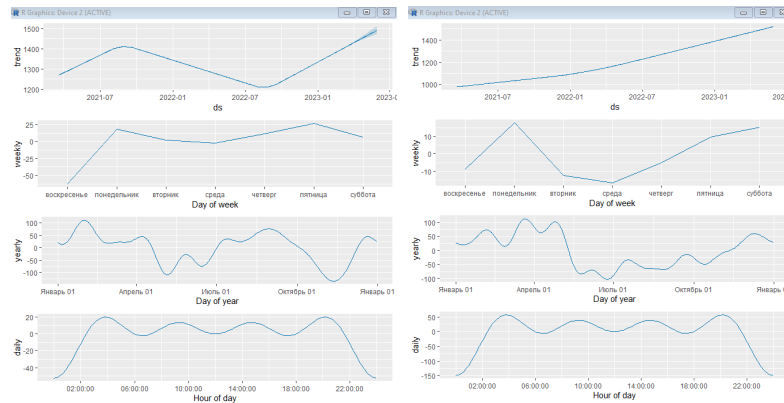 R Graphics: Device 2 (ACTIVE)
trend
1500
1400
1300
1200
2021-07
2022-01
2022-07
2023-01
2023-0
ds
weekly
25
0
-25
-50
воскресенье
понедельник
вторник
среда
четверг
пятница
суббота
Day of week
yearly
100
50
0
-50
-100
Январь 01
Апрель 01
Июль 01
Октябрь 01
Январь 01
Day of year
daily
20
0
-20
-40
02:00:00
06:00:00
10:00:00
14:00:00
18:00:00
22:00:00
Hour of day
R Graphics: Device 2 (ACTIVE)
trend
1400
1200
1000
2021-07
2022-01
2022-07
2023-01
202
ds
weekly
10
0
-10
воскресенье
понедельник
вторник
среда
четверг
пятница
суббота
Day of week
yearly
100
50
0
-50
-100
Январь 01
Апрель 01
Июль 01
Октябрь 01
Январь
Day of year
daily
50
0
-50
-100
-150
02:00:00
06:00:00
10:00:00
14:00:00
18:00:00
22:00:00
Hour of day